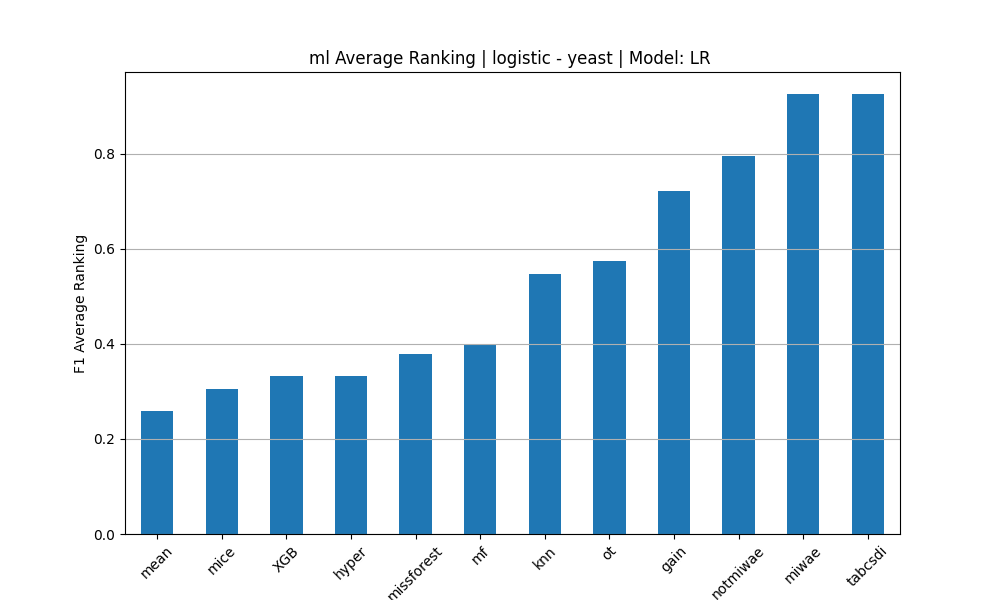 ml Average Ranking | logistic - yeast | Model: LR
F1 Average Ranking
0.8
0.6
0.4
0.2
0.0
mean
mice
XGB
hyper
missforest
mf
knn
ot
gain
notmiwae
miwae
tabcsdi